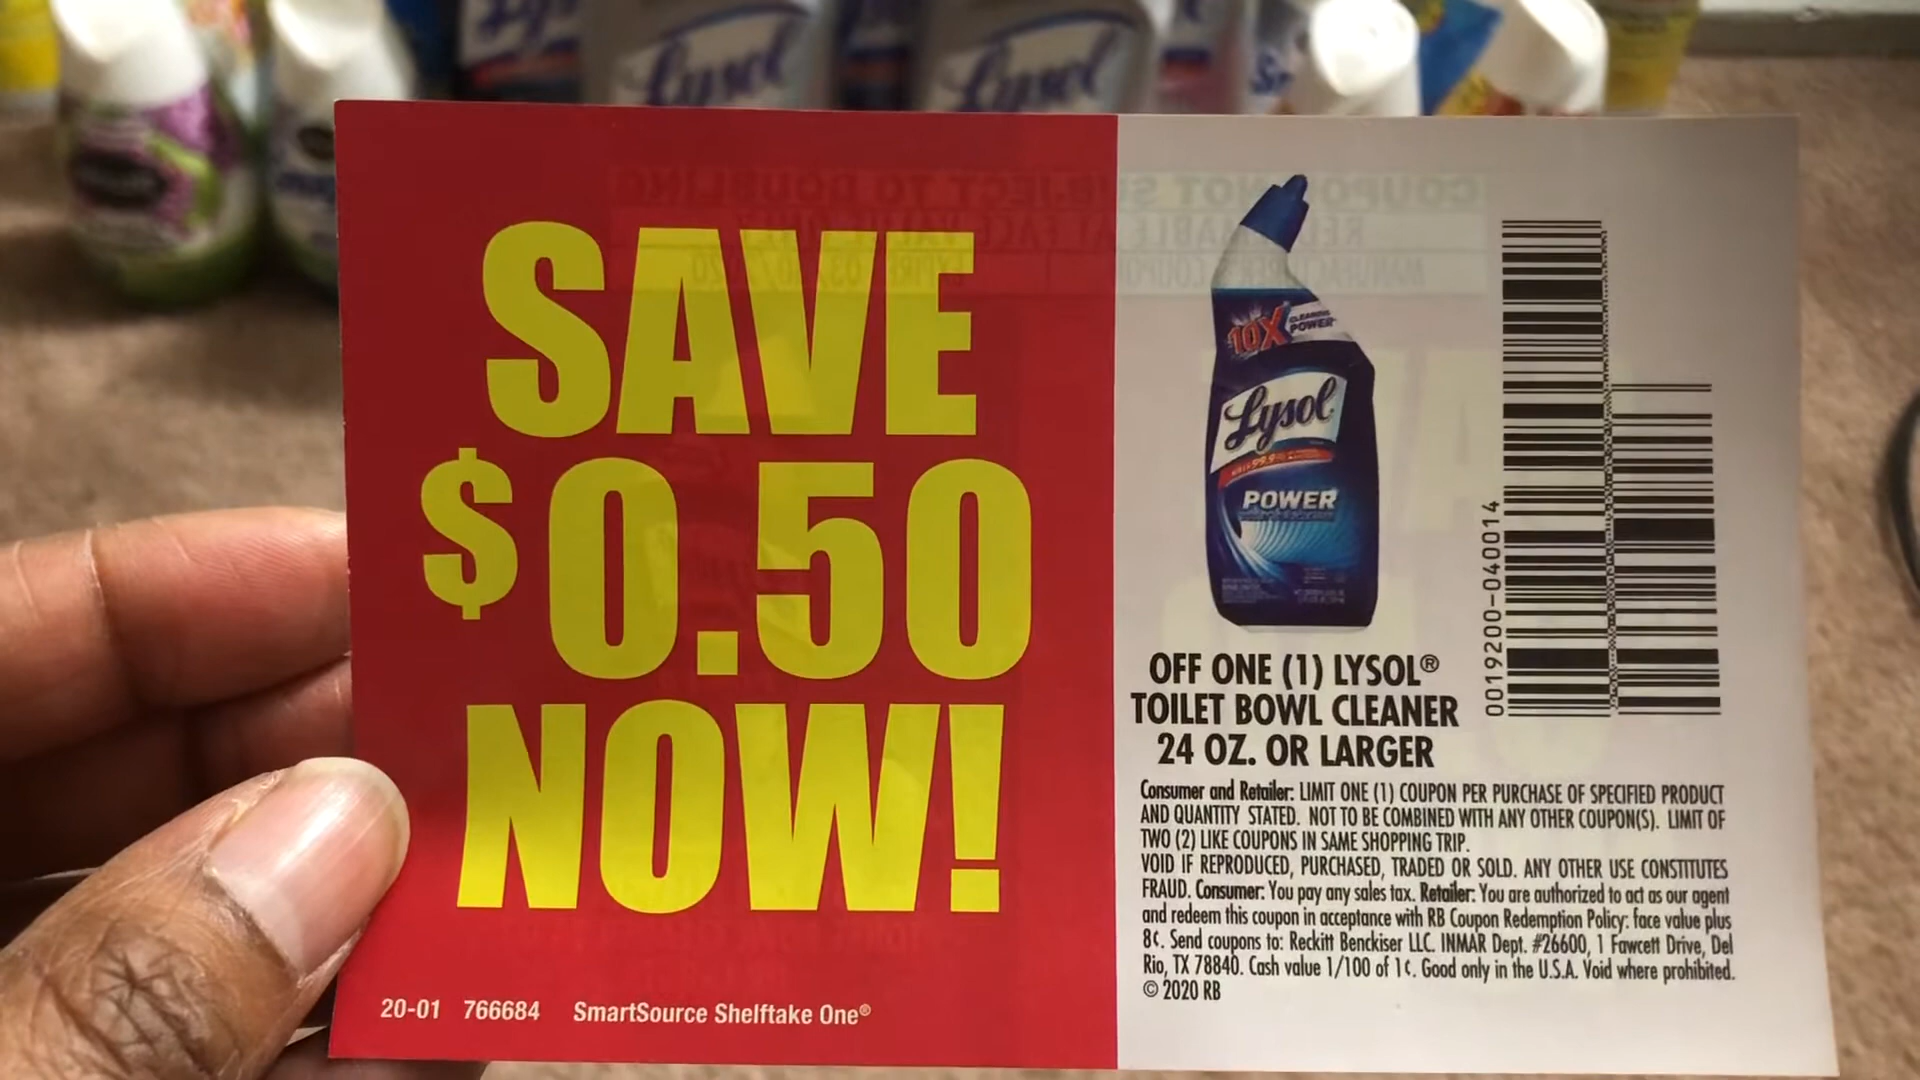 Lysol
Lysol
SAVE
$0.50
NOW!
20-01 766684 SmartSource Shelftake One®
10X
CLEANING
POWER
Lysol
99.9%
POWER
0019200-040014
OFF ONE (1) LYSOL®
TOILET BOWL CLEANER
24 OZ. OR LARGER
Consumer and Retailer: LIMIT ONE (1) COUPON PER PURCHASE OF SPECIFIED PRODUCT
AND QUANTITY STATED. NOT TO BE COMBINED WITH ANY OTHER COUPON(S). LIMIT OF
TWO (2) LIKE COUPONS IN SAME SHOPPING TRIP.
VOID IF REPRODUCED, PURCHASED, TRADED OR SOLD. ANY OTHER USE CONSTITUTES
FRAUD. Consumer: You pay any sales tax. Retailer: You are authorized to act as our agent
and redeem this coupon in acceptance with RB Coupon Redemption Policy: face value plus
8¢. Send coupons to: Reckitt Benckiser LLC. INMAR Dept. #26600, 1 Fawcett Drive, Del
Rio, TX 78840. Cash value 1/100 of 1¢. Good only in the U.S.A. Void where prohibited.
© 2020 RB